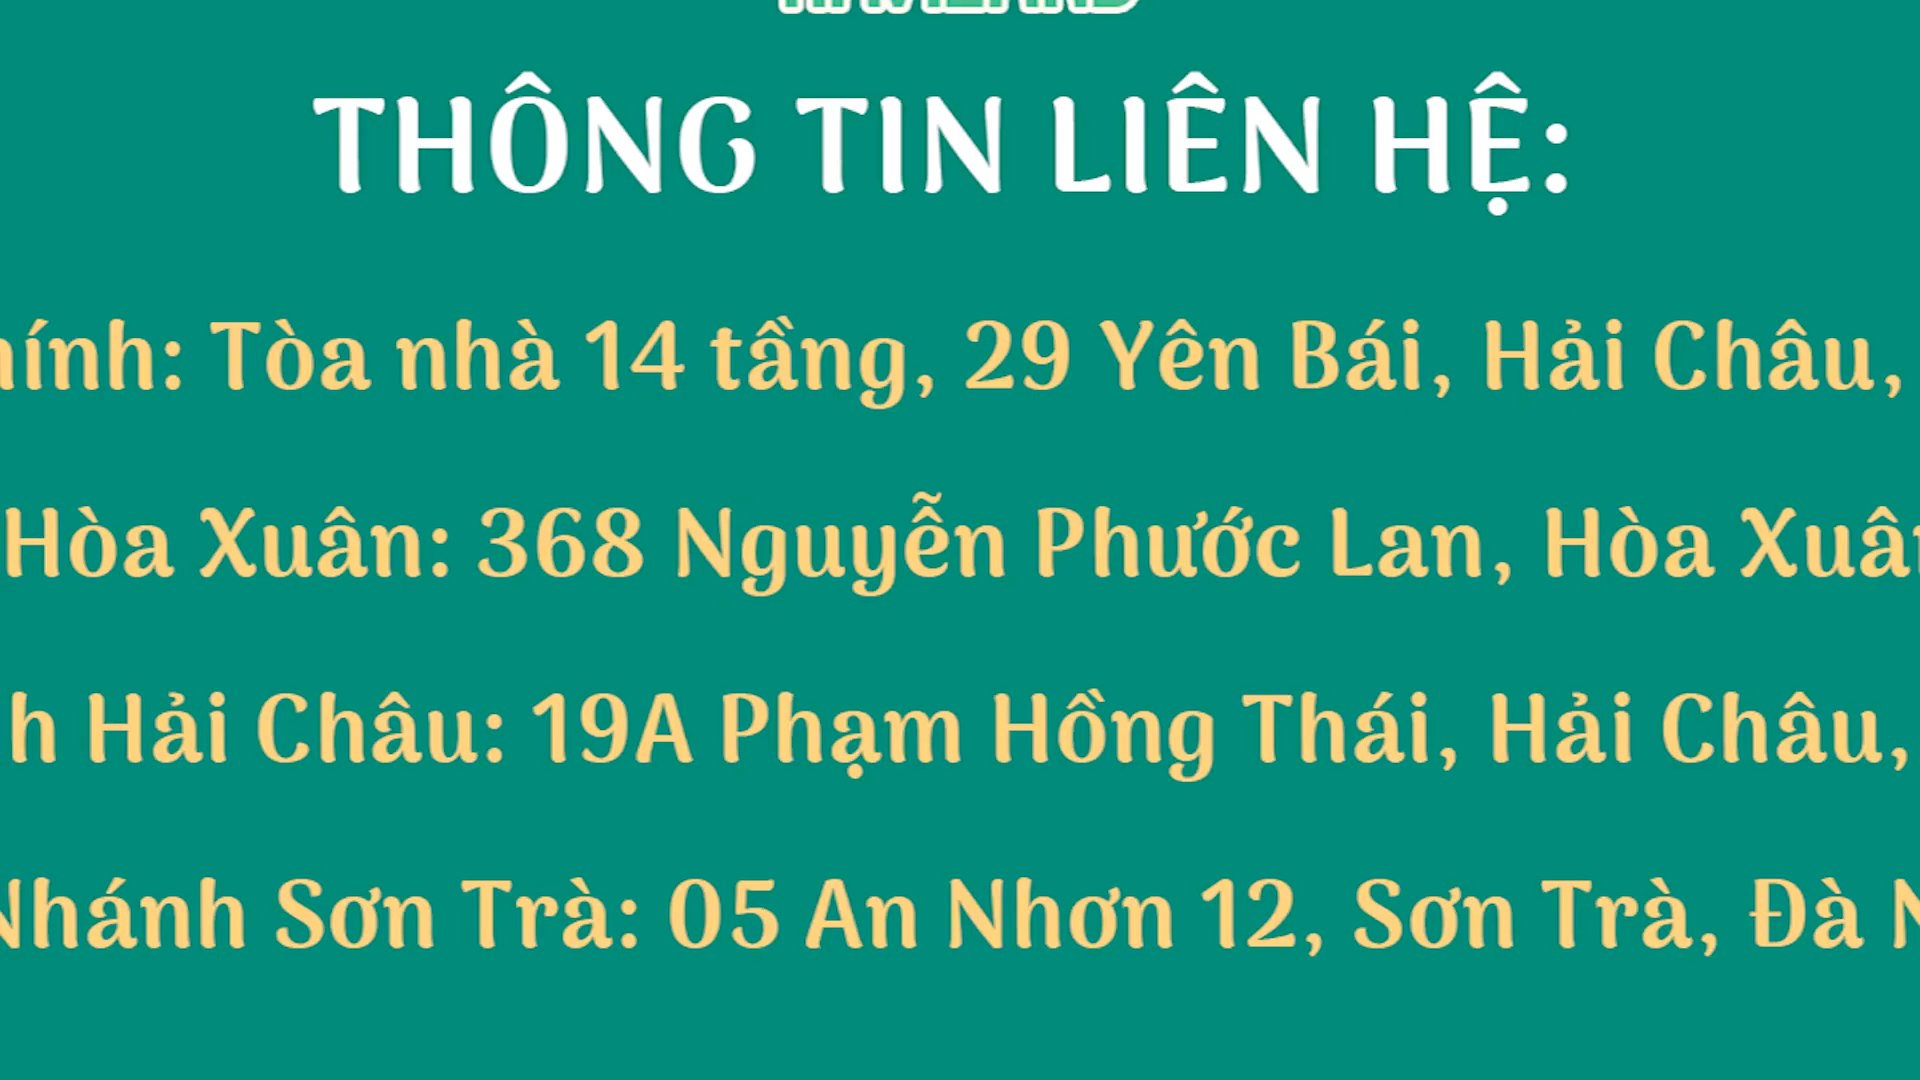 THÔNG TIN LIÊN HỆ:
Tòa nhà 14 tầng, 29 Yên Bái, Hải Châu,
Hòa Xuân: 368 Nguyễn Phước Lan, Hòa
Hải Châu: 19A Phạm Hồng Thái, Hải Châu,
Nhánh Sơn Trà: 05 An Nhơn 12, Sơn Trà, Đà